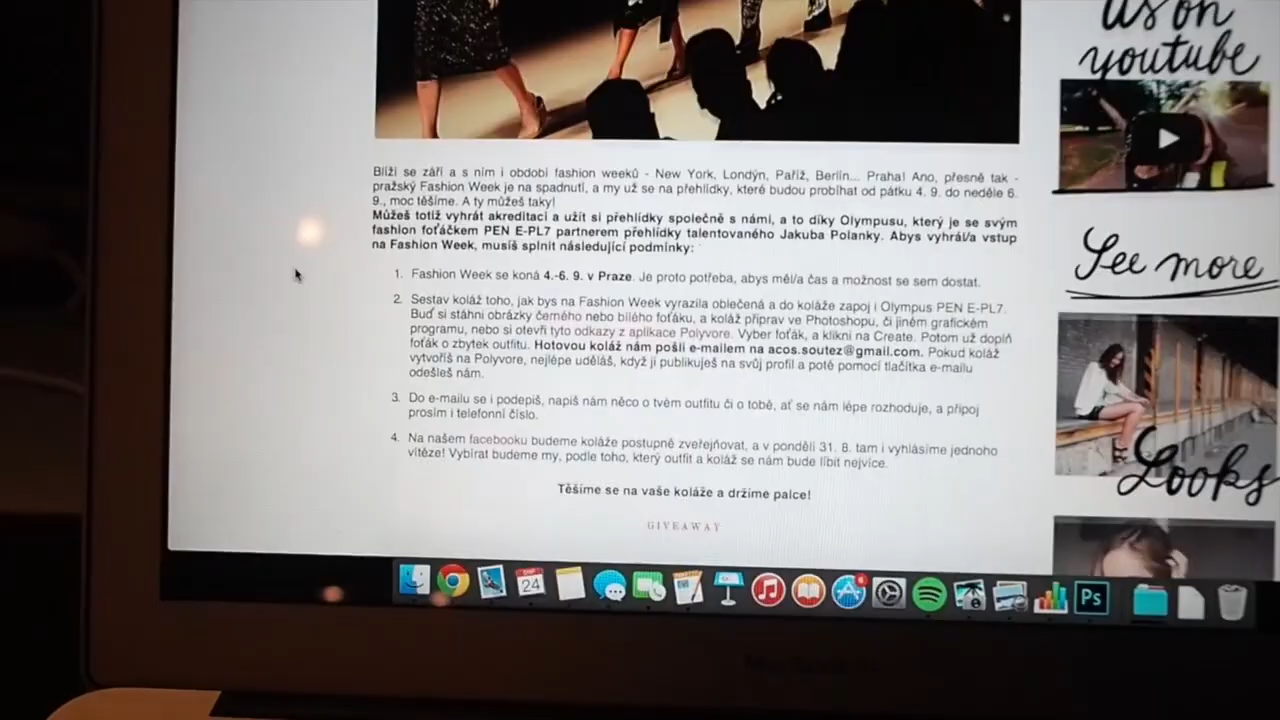 us on
youtube
Blíží se září a s ním i období fashion weeků - New York, Londýn, Paříž, Berlín... Praha! Ano, přesně tak -
pražský Fashion Week je na spadnutí, a my už se na přehlídky, které budou probíhat od pátku 4. 9. do neděle 6.
9., moc těšíme. A ty můžeš taky!
Můžeš totiž vyhrát akreditaci a užít si přehlídky společně s námi, a to díky Olympusu, který je se svým
fashion foťáčkem PEN E-PL7 partnerem přehlídky talentovaného Jakuba Polanky. Abys vyhrál/a vstup
na Fashion Week, musíš splnit následující podmínky:
1. Fashion Week se koná 4.-6. 9. v Praze. Je proto potřeba, abys měl/a čas a možnost se sem dostat.
2. Sestav koláž toho, jak bys na Fashion Week vyrazila oblečená a do koláže zapoj i Olympus PEN E-PL7.
Buď si stáhni obrázky černého nebo bílého foťáku, a koláž připrav ve Photoshopu, či jiném grafickém
programu, nebo si otevři tyto odkazy z aplikace Polyvore. Vyber foťák, a klikni na Create. Potom už doplň
foťák o zbytek outfitu. Hotovou koláž nám pošli e-mailem na acos.soutez@gmail.com. Pokud koláž
vytvoříš na Polyvore, nejlépe uděláš, když ji publikuješ na svůj profil a poté pomocí tlačítka e-mailu
odešleš nám.
3. Do e-mailu se i podepiš, napiš nám něco o tvém outfitu či o tobě, ať se nám lépe rozhoduje, a připoj
prosím i telefonní číslo.
4. Na našem facebooku budeme koláže postupně zveřejňovat, a v pondělí 31. 8. tam i vyhlásíme jednoho
vítěze! Vybírat budeme my, podle toho, který outfit a koláž se nám bude líbit nejvíce.
Těšíme se na vaše koláže a držíme palce!
GIVEAWAY
See more
Looks
24
6
Ps